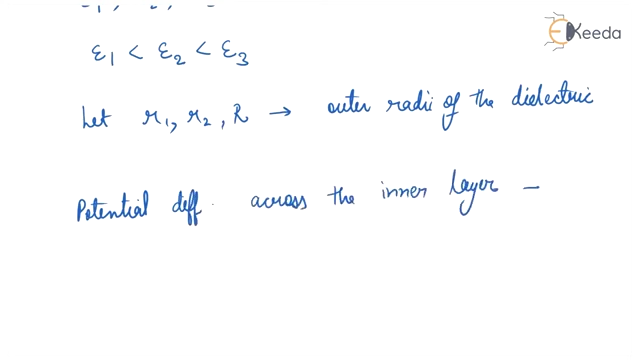 Keeda
ε1 < ε2 < ε3
Let r1, r2, R → outer radii of the dielectric
Potential diff. across the inner layer –